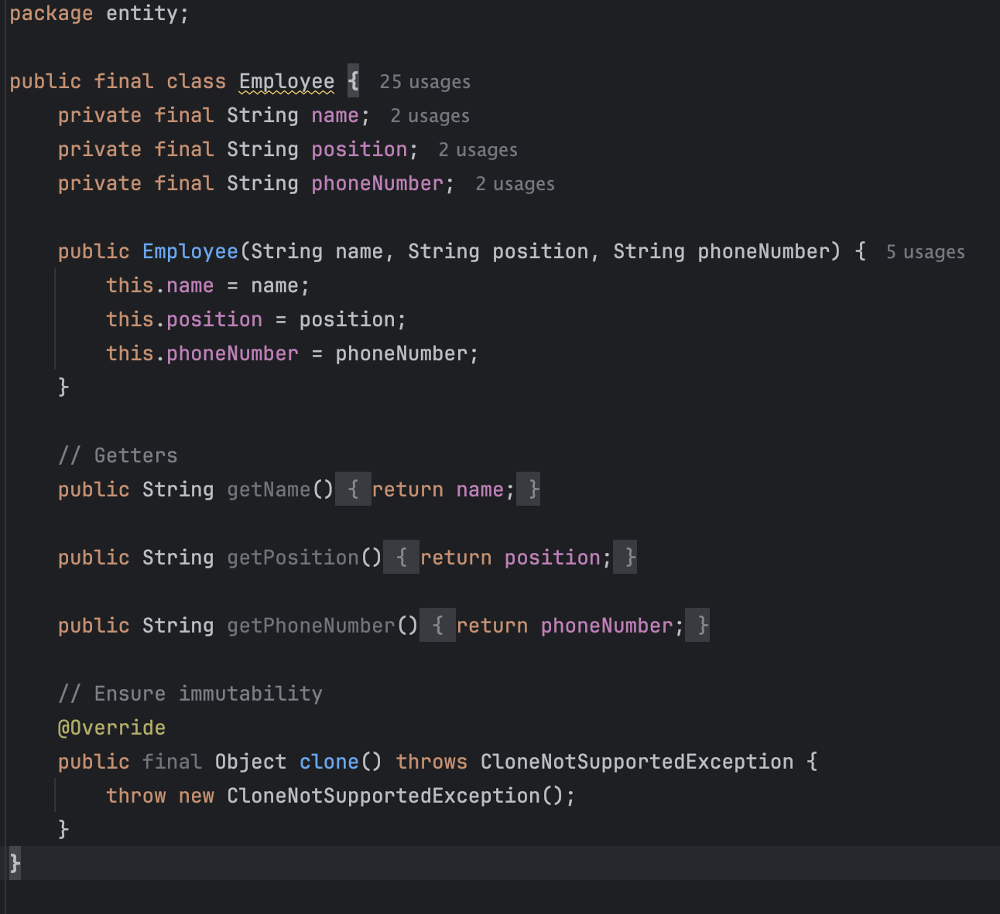 package entity;
public final class Employee { 25 usages
private final String name; 2 usages
private final String position; 2 usages
private final String phoneNumber; 2 usages
public Employee(String name, String position, String phoneNumber) { 5 usages
this.name = name;
this.position = position;
this.phoneNumber = phoneNumber;
}
// Getters
public String getName() { return name; }
public String getPosition() { return position; }
public String getPhoneNumber() { return phoneNumber; }
// Ensure immutability
@Override
public final Object clone() throws CloneNotSupportedException {
throw new CloneNotSupportedException();
}
}